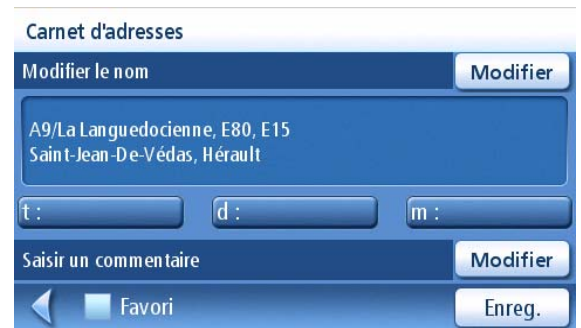 Carnet d'adresses
Modifier le nom Modifier
A9/La Languedocienne, E80, E15
Saint-Jean-De-Védas, Hérault
t : d : m :
Saisir un commentaire Modifier
Favori Enreg.